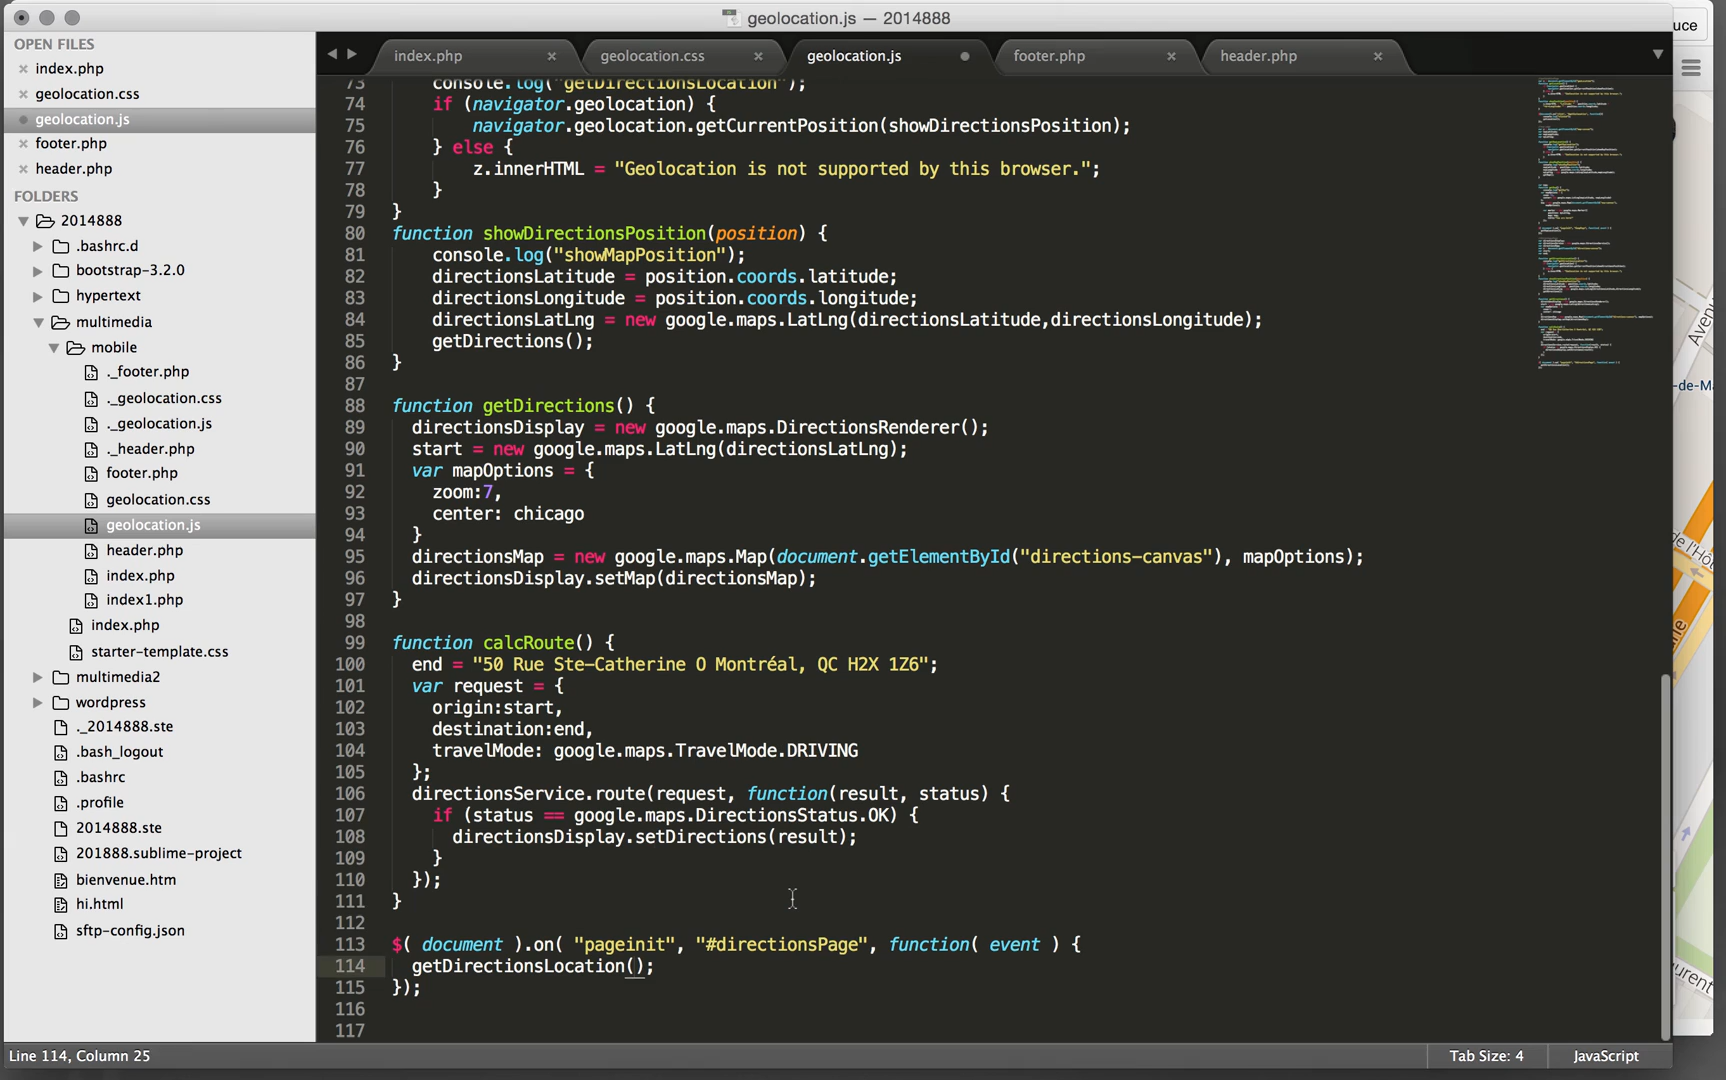 geolocation.js — 2014888
uce
OPEN FILES
index.php
geolocation.css
geolocation.js
footer.php
header.php
FOLDERS
2014888
.bashrc.d
bootstrap-3.2.0
hypertext
multimedia
mobile
._footer.php
._geolocation.css
._geolocation.js
._header.php
footer.php
geolocation.css
geolocation.js
header.php
index.php
index1.php
index.php
starter-template.css
multimedia2
wordpress
._2014888.ste
.bash_logout
.bashrc
.profile
2014888.ste
201888.sublime-project
bienvenue.htm
hi.html
sftp-config.json
index.php
geolocation.css
geolocation.js
footer.php
header.php
73 console.log("getDirectionsLocation");
74 if (navigator.geolocation) {
75 navigator.geolocation.getCurrentPosition(showDirectionsPosition);
76 } else {
77 z.innerHTML = "Geolocation is not supported by this browser.";
78 }
79 }
80 function showDirectionsPosition(position) {
81 console.log("showMapPosition");
82 directionsLatitude = position.coords.latitude;
83 directionsLongitude = position.coords.longitude;
84 directionsLatLng = new google.maps.LatLng(directionsLatitude,directionsLongitude);
85 getDirections();
86 }
87
88 function getDirections() {
89 directionsDisplay = new google.maps.DirectionsRenderer();
90 start = new google.maps.LatLng(directionsLatLng);
91 var mapOptions = {
92 zoom:7,
93 center: chicago
94 }
95 directionsMap = new google.maps.Map(document.getElementById("directions-canvas"), mapOptions);
96 directionsDisplay.setMap(directionsMap);
97 }
98
99 function calcRoute() {
100 end = "50 Rue Ste-Catherine O Montréal, QC H2X 1Z6";
101 var request = {
102 origin:start,
103 destination:end,
104 travelMode: google.maps.TravelMode.DRIVING
105 };
106 directionsService.route(request, function(result, status) {
107 if (status == google.maps.DirectionsStatus.OK) {
108 directionsDisplay.setDirections(result);
109 }
110 });
111 }
112
113 $( document ).on( "pageinit", "#directionsPage", function( event ) {
114 getDirectionsLocation();
115 });
116
117
Aven
-de-Ma
de l'Hô
urent
Line 114, Column 25
Tab Size: 4
JavaScript